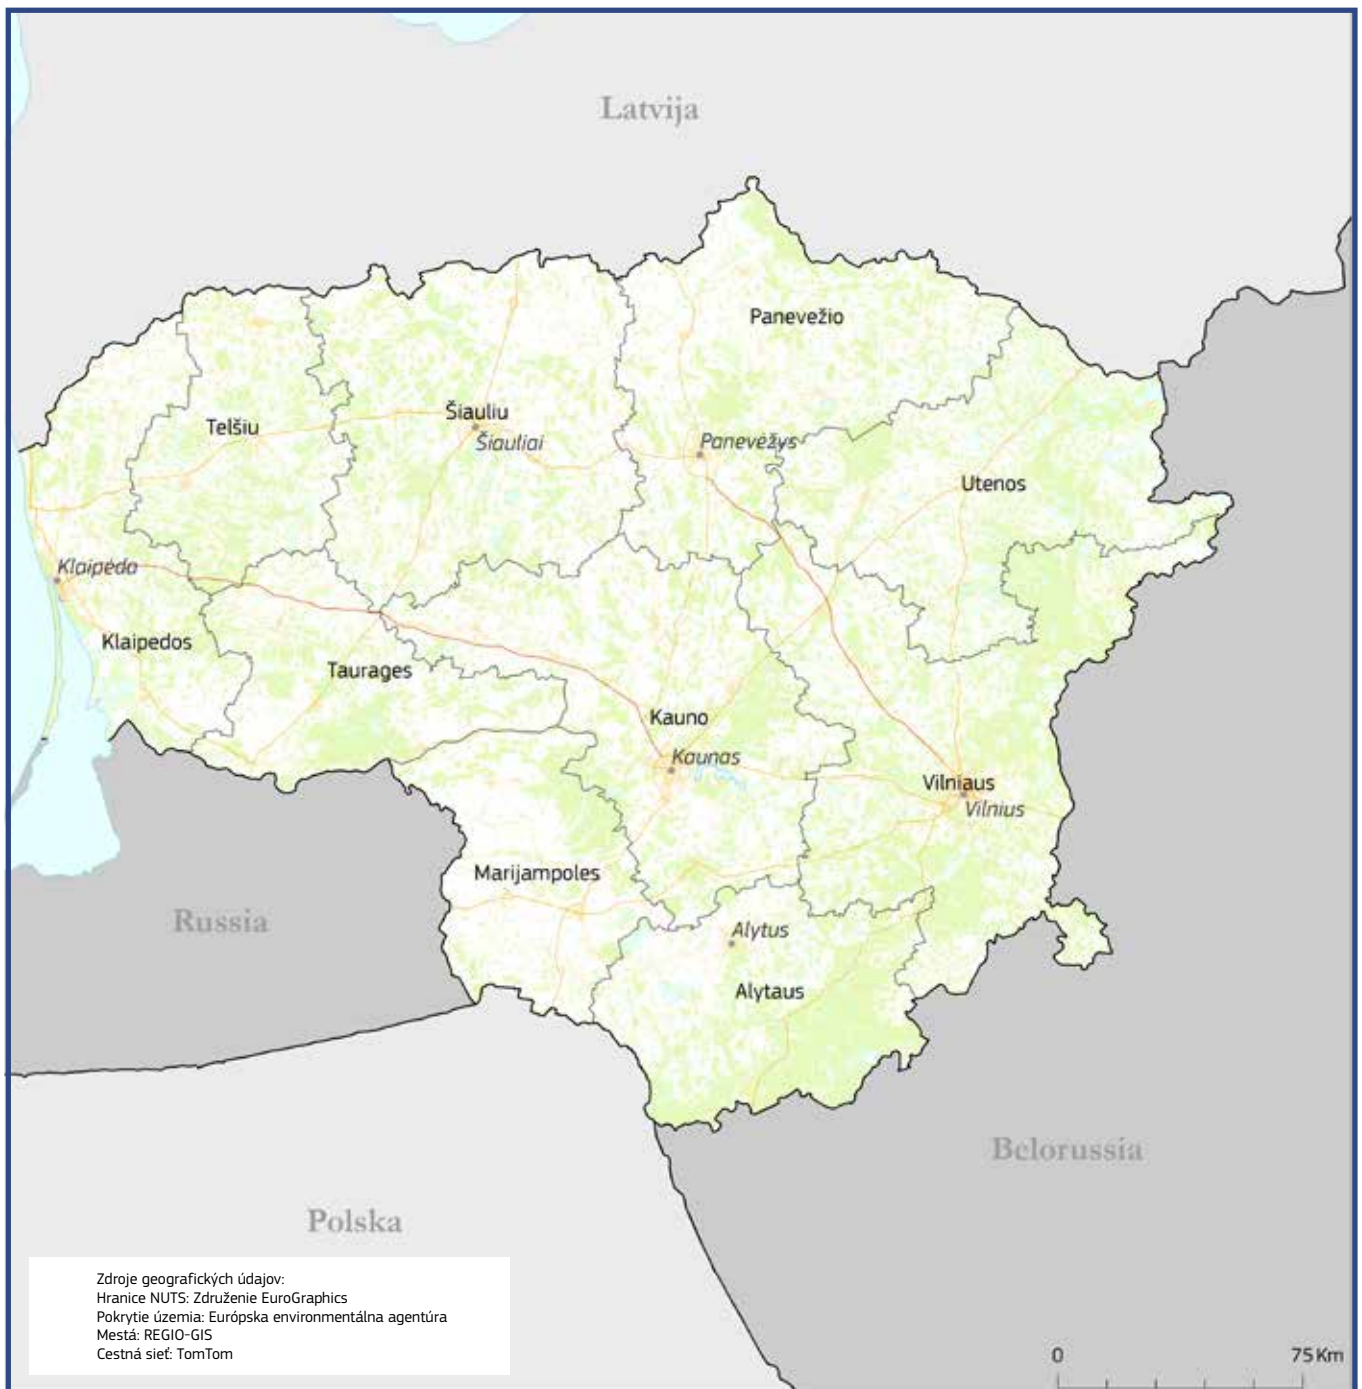 Latvija
Panevežio
Šiauliu
Telšiu
Šiauliai
Panevėžys
Utenos
Klaipėda
Klaipedos
Taurages
Kauno
Kaunas
Vilniaus
Vilnius
Marijampoles
Russia
Alytus
Alytaus
Belorussia
Polska
Zdroje geografických údajov:
Hranice NUTS: Združenie EuroGraphics
Pokrytie územia: Európska environmentálna agentúra
Mestá: REGIO-GIS
Cestná sieť: TomTom
0 75 Km